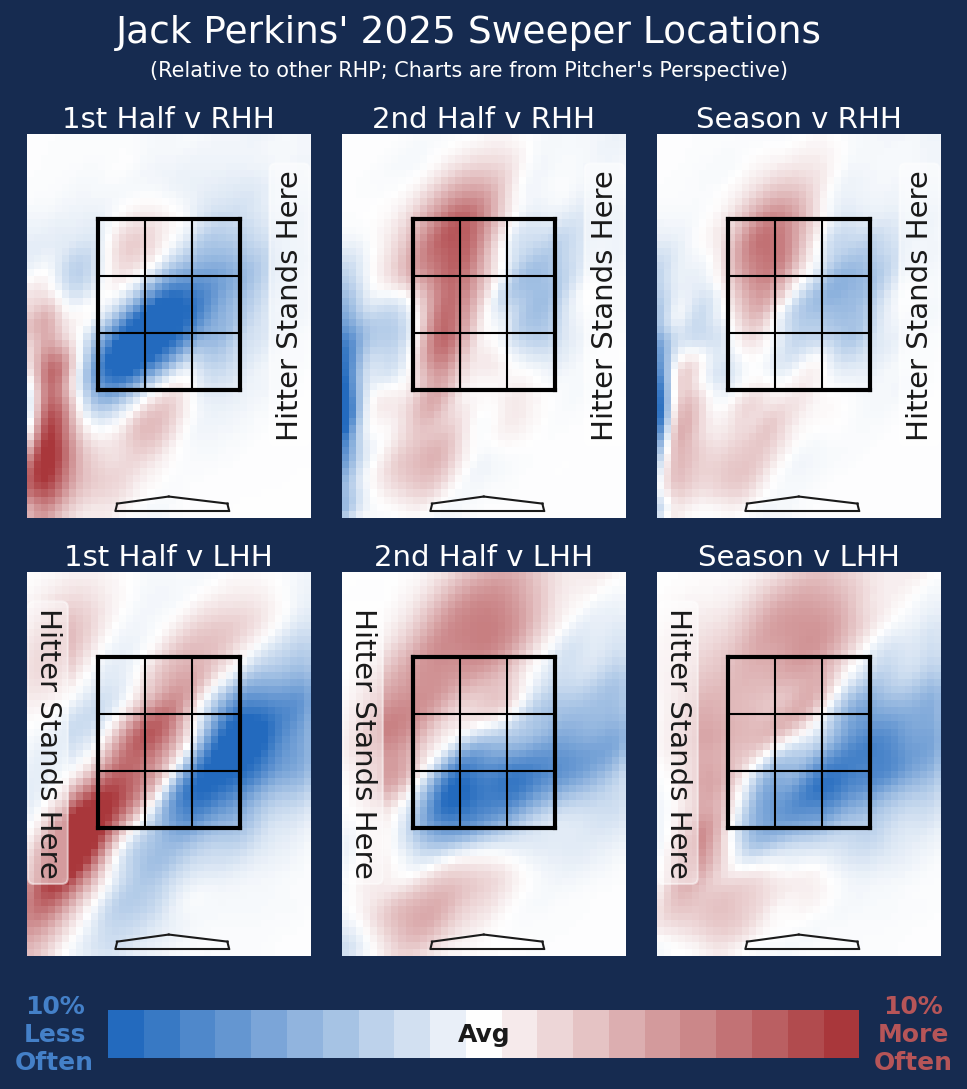 Jack Perkins' 2025 Sweeper Locations
(Relative to other RHP; Charts are from Pitcher's Perspective)
1st Half v RHH
2nd Half v RHH
Season v RHH
Hitter Stands Here
Hitter Stands Here
Hitter Stands Here
1st Half v LHH
2nd Half v LHH
Season v LHH
Hitter Stands Here
Hitter Stands Here
Hitter Stands Here
10%
Less
Often
Avg
10%
More
Often